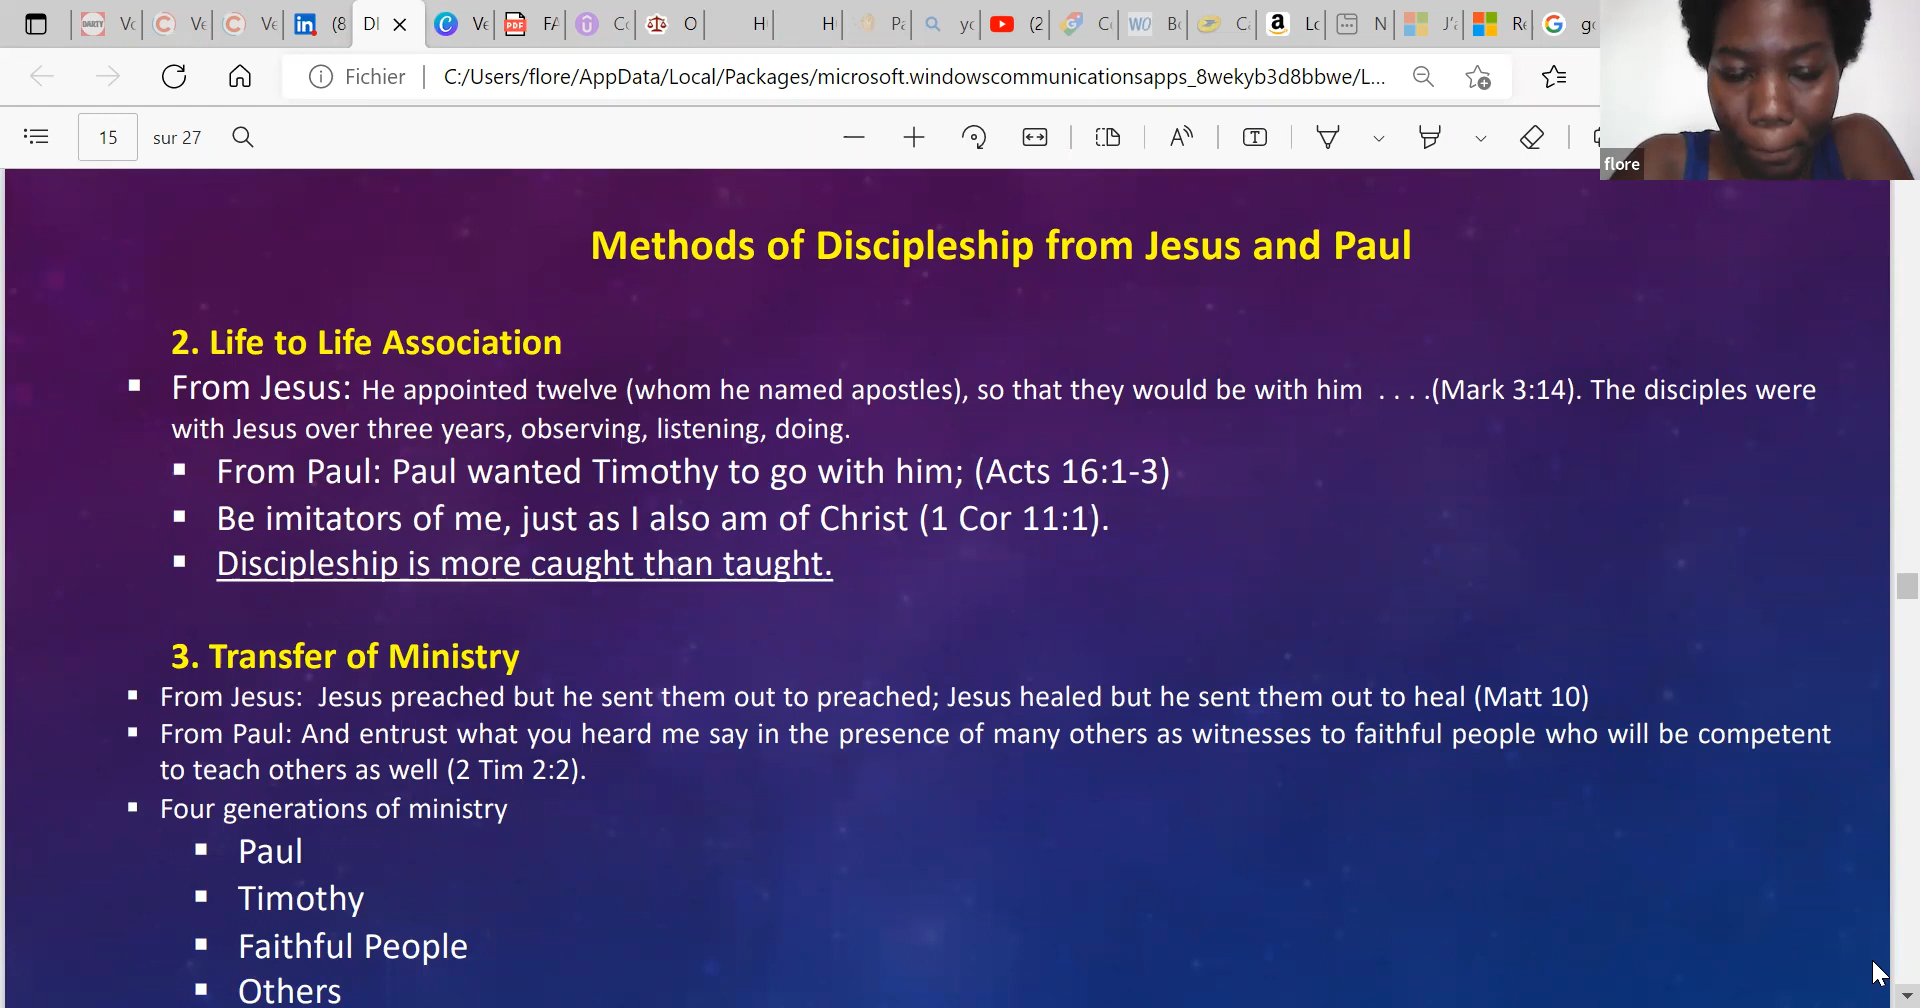 (8
DI
PDF
(2
WO
Fichier
C:/Users/flore/AppData/Local/Packages/microsoft.windowscommunicationsapps_8wekyb3d8bbwe/L...
15 sur 27
flore
Methods of Discipleship from Jesus and Paul
2. Life to Life Association
▪ From Jesus: He appointed twelve (whom he named apostles), so that they would be with him . . . .(Mark 3:14). The disciples were
with Jesus over three years, observing, listening, doing.
▪ From Paul: Paul wanted Timothy to go with him; (Acts 16:1-3)
▪ Be imitators of me, just as I also am of Christ (1 Cor 11:1).
▪ Discipleship is more caught than taught.
3. Transfer of Ministry
▪ From Jesus: Jesus preached but he sent them out to preached; Jesus healed but he sent them out to heal (Matt 10)
▪ From Paul: And entrust what you heard me say in the presence of many others as witnesses to faithful people who will be competent
to teach others as well (2 Tim 2:2).
▪ Four generations of ministry
▪ Paul
▪ Timothy
▪ Faithful People
▪ Others